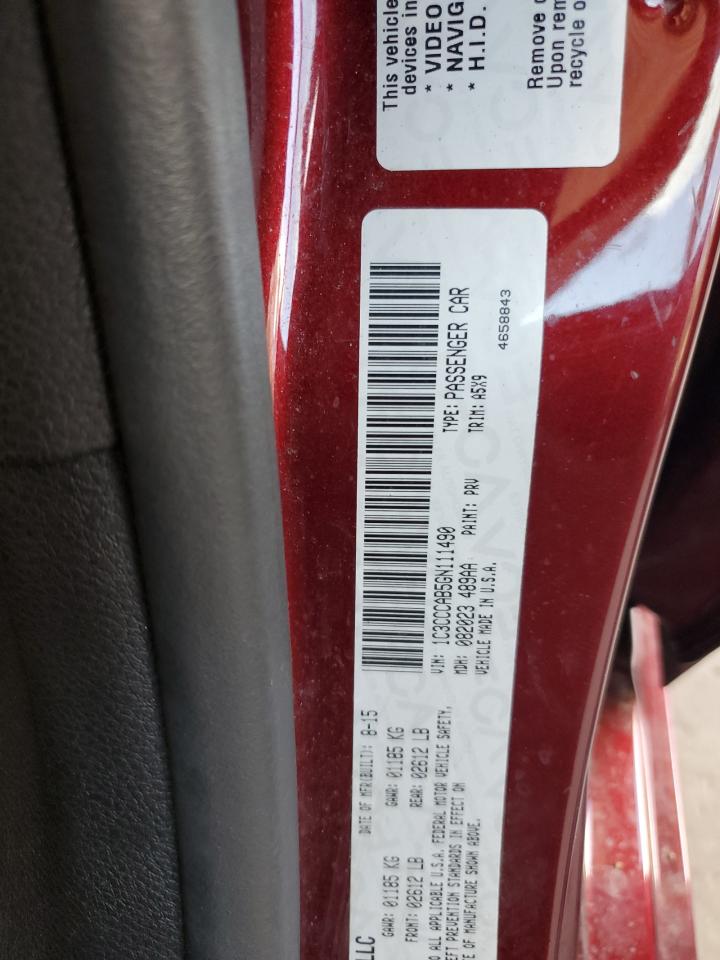 This vehicle
devices in
* VIDEO
* NAVIG
* H.I.D.
Remove
Upon rem
recycle o
LLC
DATE OF MFR(BUILT): 8-15
GAWR: 01185 KG GAWR: 01185 KG
FRONT: 02612 LB REAR: 02612 LB
O ALL APPLICABLE U.S.A. FEDERAL MOTOR VEHICLE SAFETY,
EFT PREVENTION STANDARDS IN EFFECT ON
TE OF MANUFACTURE SHOWN ABOVE.
VIN: 1C3CCCAB5GN111490 TYPE: PASSENGER CAR
MDH: 082023 489AA PAINT: PRV TRIM: A5X9
VEHICLE MADE IN U.S.A.
4658843